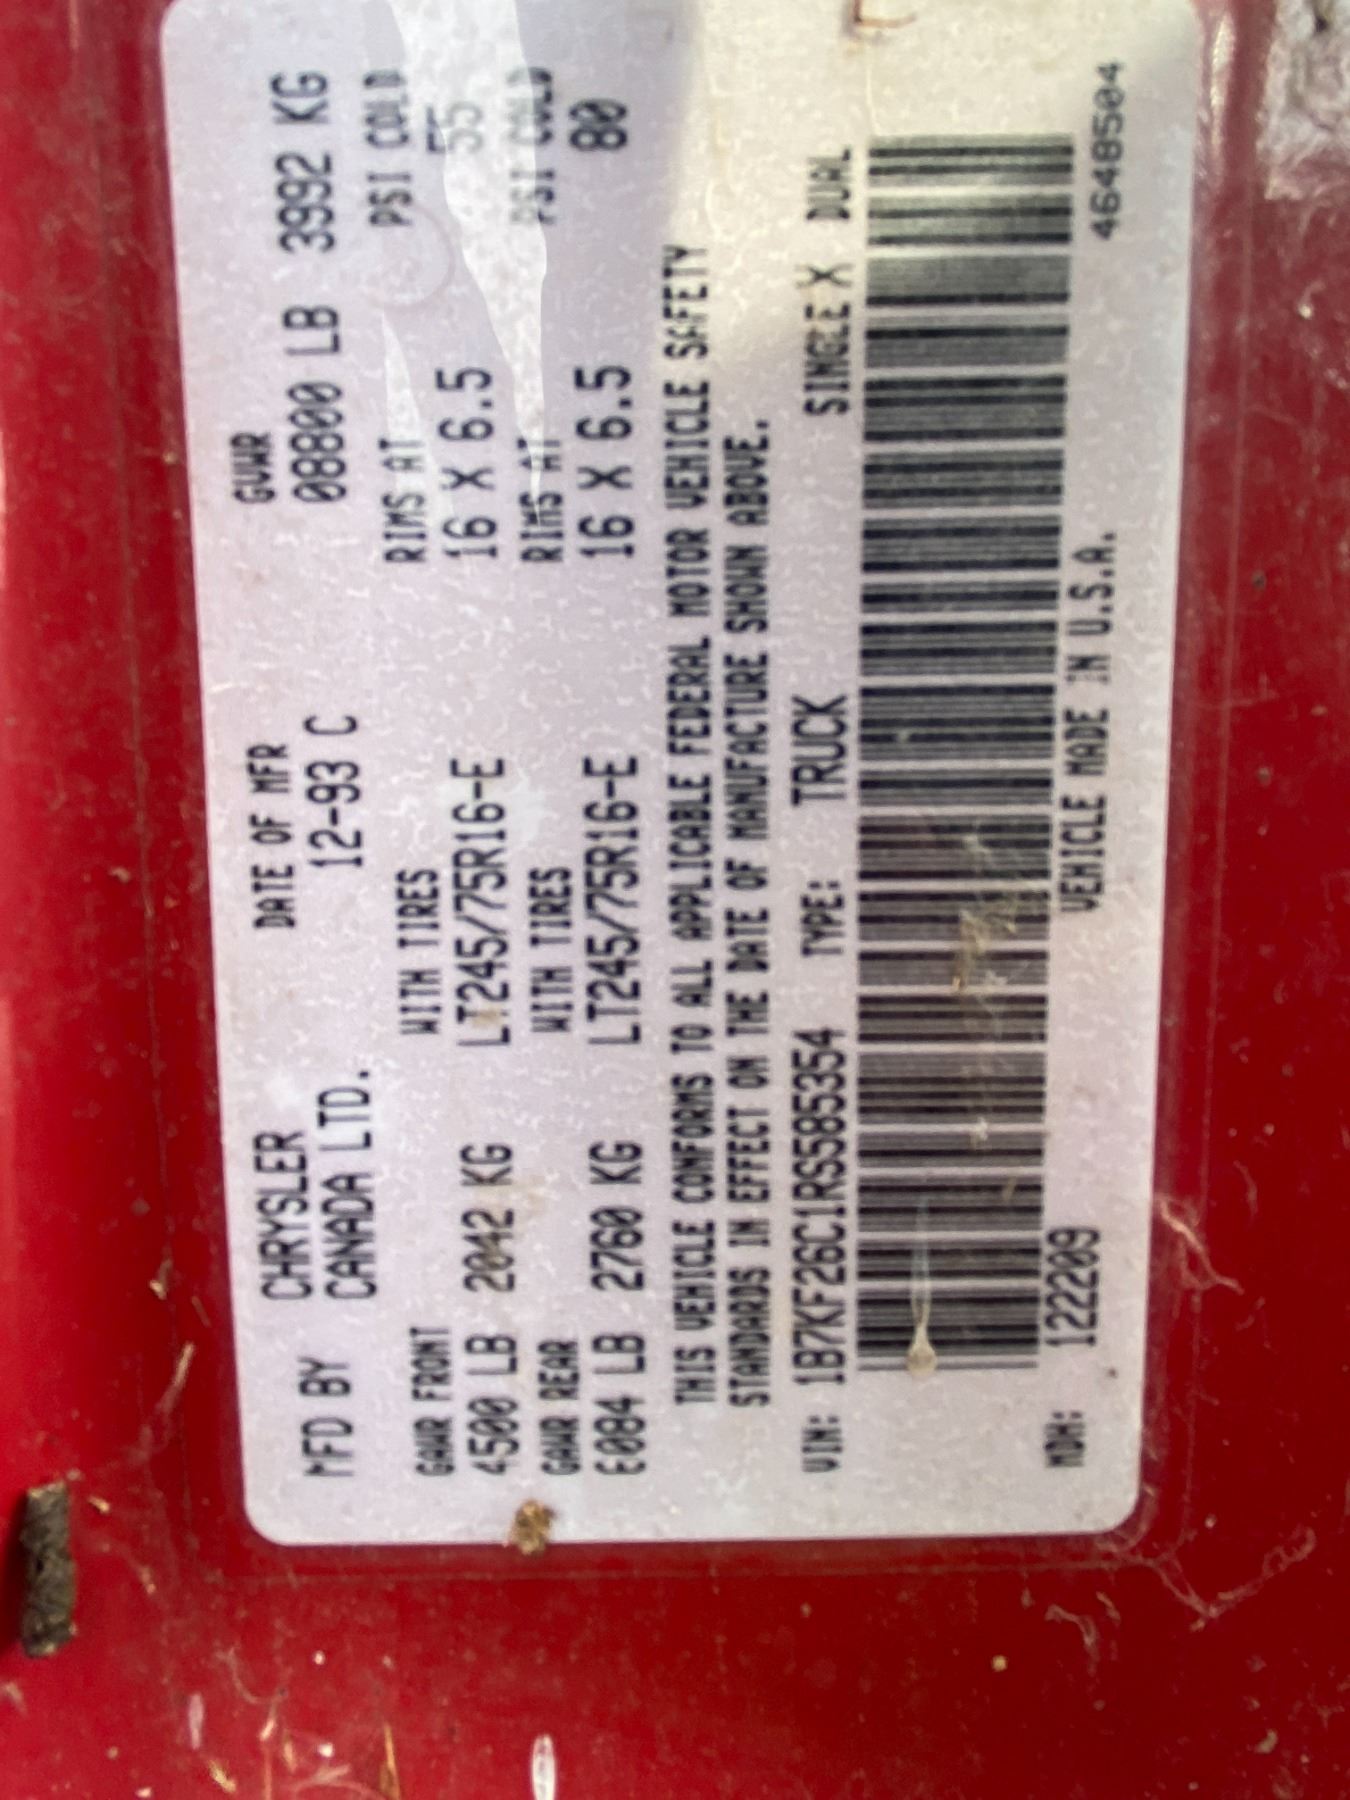 MFD BY CHRYSLER CANADA LTD. DATE OF MFR 12-93 C GVWR 08800 LB 3992 KG
GAWR FRONT WITH TIRES RIMS AT PSI COLD
4500 LB 2042 KG LT245/75R16-E 16 X 6.5 55
GAWR REAR WITH TIRES RIMS AT PSI COLD
6084 LB 2760 KG LT245/75R16-E 16 X 6.5 80
THIS VEHICLE CONFORMS TO ALL APPLICABLE FEDERAL MOTOR VEHICLE SAFETY
STANDARDS IN EFFECT ON THE DATE OF MANUFACTURE SHOWN ABOVE.
VIN: 1B7KF26C1RS585354 TYPE: TRUCK SINGLE X DUAL
MDH: 122209 VEHICLE MADE IN U.S.A. 46485504